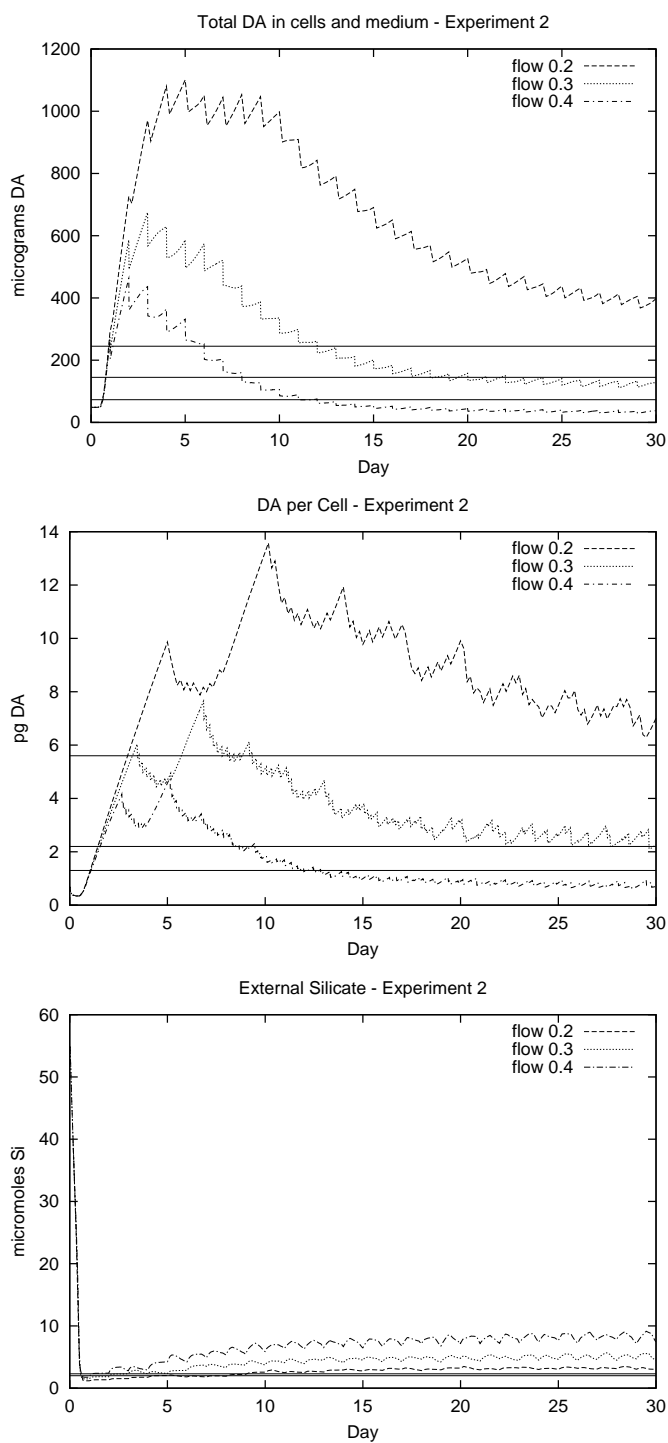 Total DA in cells and medium - Experiment 2
1200
1000
800
600
400
200
0
micrograms DA
flow 0.2
flow 0.3
flow 0.4
0 5 10 15 20 25 30
Day
DA per Cell - Experiment 2
14
12
10
8
6
4
2
0
pg DA
flow 0.2
flow 0.3
flow 0.4
0 5 10 15 20 25 30
Day
External Silicate - Experiment 2
60
50
40
30
20
10
0
micromoles Si
flow 0.2
flow 0.3
flow 0.4
0 5 10 15 20 25 30
Day